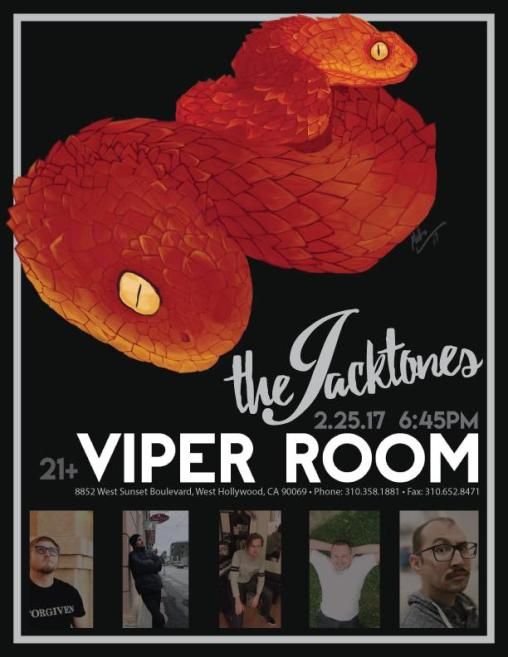 the Jacktones
2.25.17 6:45PM
21+ VIPER ROOM
8852 West Sunset Boulevard, West Hollywood, CA 90069 • Phone: 310.358.1881 • Fax: 310.652.8471
FORGIVEN